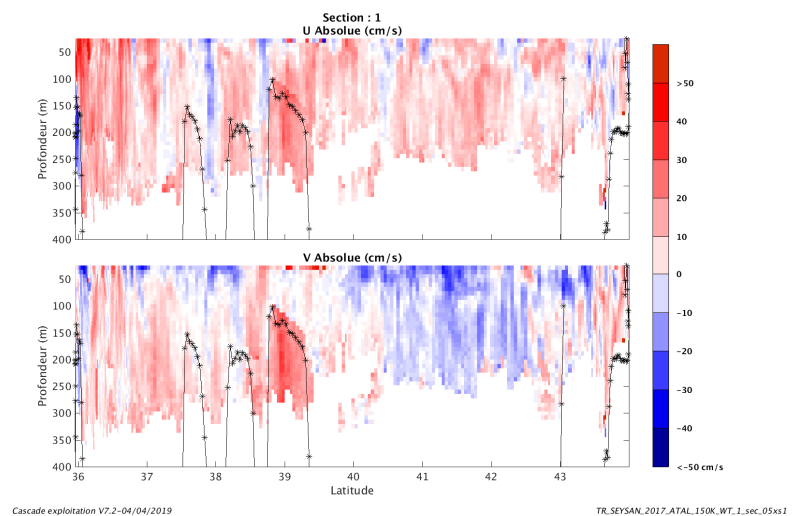 Section : 1
U Absolue (cm/s)
50
100
150
200
250
300
350
400
Profondeur (m)
V Absolue (cm/s)
50
100
150
200
250
300
350
400
Profondeur (m)
36 37 38 39 40 41 42 43
Latitude
>50
40
30
20
10
0
-10
-20
-30
-40
<-50 cm/s
Cascade exploitation V7.2-04/04/2019
TR_SEYSAN_2017_ATAL_150K_WT_1_sec_05xs1